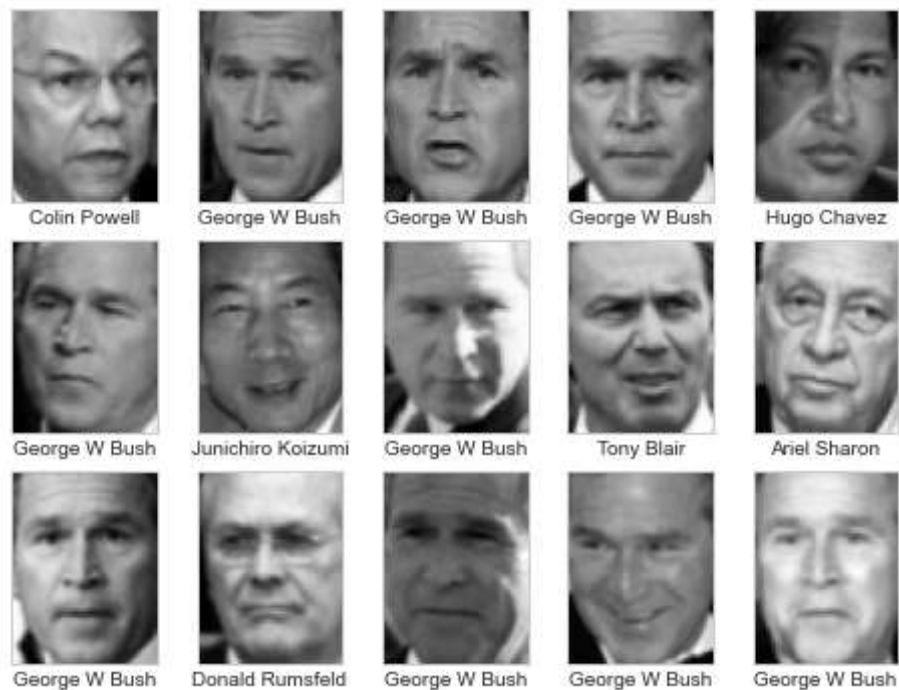 Colin Powell George W Bush George W Bush George W Bush Hugo Chavez
George W Bush Junichiro Koizumi George W Bush Tony Blair Ariel Sharon
George W Bush Donald Rumsfeld George W Bush George W Bush George W Bush